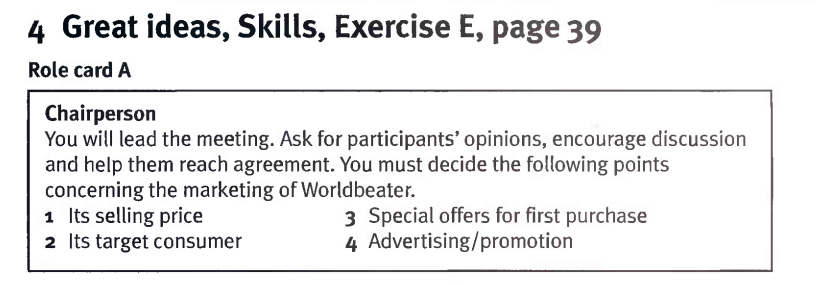 4 Great ideas, Skills, Exercise E, page 39
Role card A
Chairperson
You will lead the meeting. Ask for participants' opinions, encourage discussion
and help them reach agreement. You must decide the following points
concerning the marketing of Worldbeater.
1 Its selling price 3 Special offers for first purchase
2 Its target consumer 4 Advertising/promotion